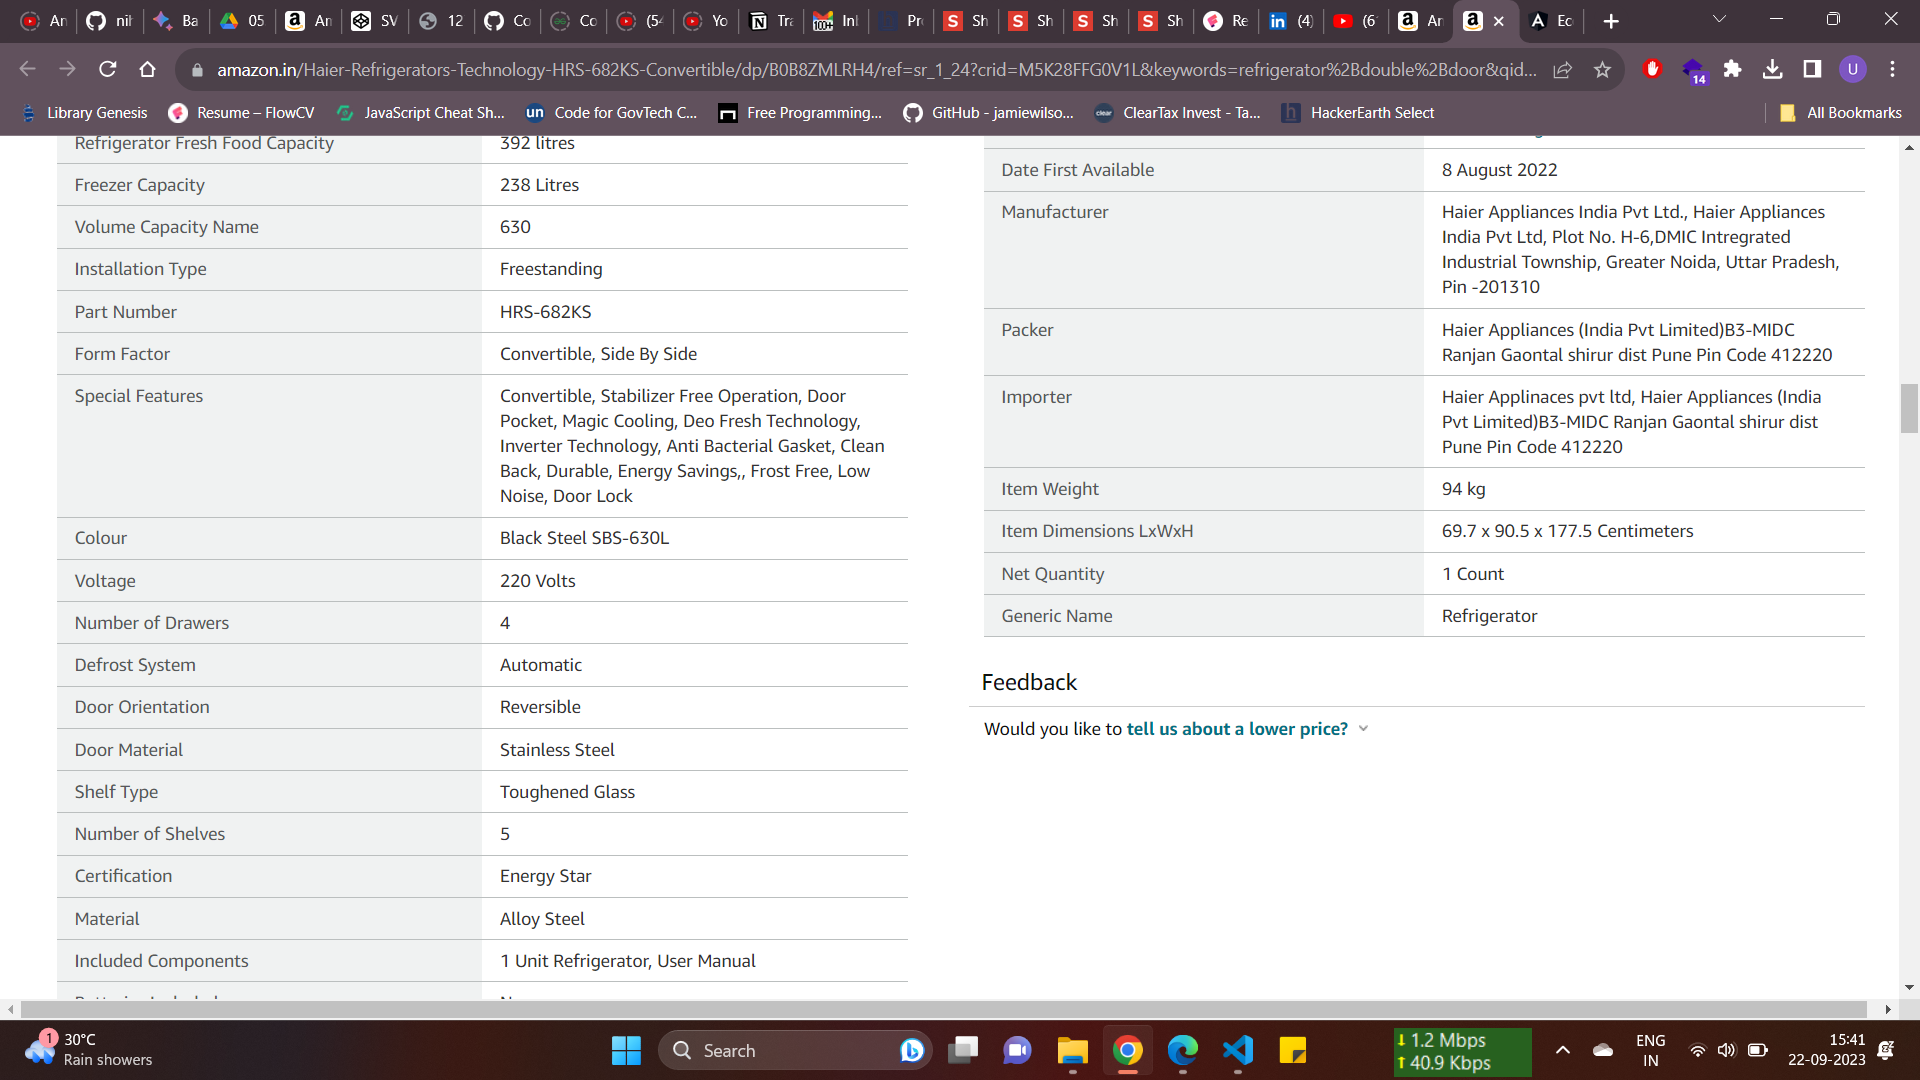 An
nit
Ba
05
An
SV
12
Co
Co
(54
Yo
Tra
Inb
Pro
Sh
Sh
Sh
Sh
Re
(4)
(6
An
Ec
amazon.in/Haier-Refrigerators-Technology-HRS-682KS-Convertible/dp/B0B8ZMLRH4/ref=sr_1_24?crid=M5K28FFG0V1L&keywords=refrigerator%2Bdouble%2Bdoor&qid...
14
U
Library Genesis
Resume – FlowCV
JavaScript Cheat Sh...
Code for GovTech C...
Free Programming...
GitHub - jamiewilso...
ClearTax Invest - Ta...
HackerEarth Select
All Bookmarks
Refrigerator Fresh Food Capacity 392 litres
Freezer Capacity 238 Litres
Volume Capacity Name 630
Installation Type Freestanding
Part Number HRS-682KS
Form Factor Convertible, Side By Side
Special Features Convertible, Stabilizer Free Operation, Door
Pocket, Magic Cooling, Deo Fresh Technology,
Inverter Technology, Anti Bacterial Gasket, Clean
Back, Durable, Energy Savings,, Frost Free, Low
Noise, Door Lock
Colour Black Steel SBS-630L
Voltage 220 Volts
Number of Drawers 4
Defrost System Automatic
Door Orientation Reversible
Door Material Stainless Steel
Shelf Type Toughened Glass
Number of Shelves 5
Certification Energy Star
Material Alloy Steel
Included Components 1 Unit Refrigerator, User Manual
Date First Available 8 August 2022
Manufacturer Haier Appliances India Pvt Ltd., Haier Appliances
India Pvt Ltd, Plot No. H-6,DMIC Intregrated
Industrial Township, Greater Noida, Uttar Pradesh,
Pin -201310
Packer Haier Appliances (India Pvt Limited)B3-MIDC
Ranjan Gaontal shirur dist Pune Pin Code 412220
Importer Haier Applinaces pvt ltd, Haier Appliances (India
Pvt Limited)B3-MIDC Ranjan Gaontal shirur dist
Pune Pin Code 412220
Item Weight 94 kg
Item Dimensions LxWxH 69.7 x 90.5 x 177.5 Centimeters
Net Quantity 1 Count
Generic Name Refrigerator
Feedback
Would you like to tell us about a lower price?
1
30°C
Rain showers
Search
1.2 Mbps
40.9 Kbps
ENG
IN
15:41
22-09-2023